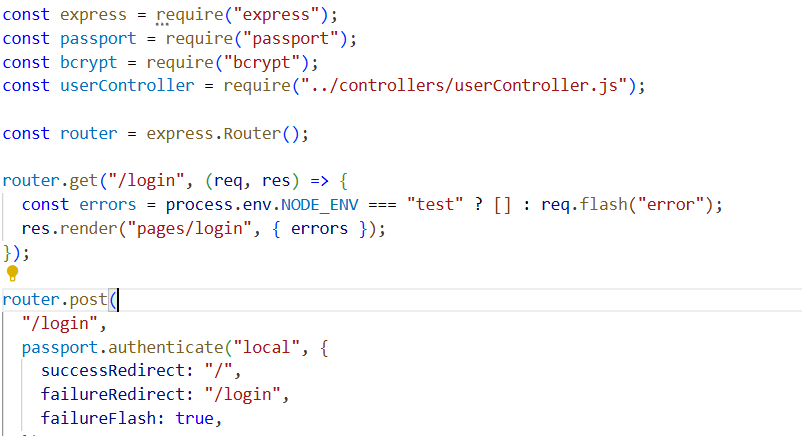 const express = require("express");
const passport = require("passport");
const bcrypt = require("bcrypt");
const userController = require("../controllers/userController.js");
const router = express.Router();
router.get("/login", (req, res) => {
  const errors = process.env.NODE_ENV === "test" ? [] : req.flash("error");
  res.render("pages/login", { errors });
});
router.post(
  "/login",
  passport.authenticate("local", {
    successRedirect: "/",
    failureRedirect: "/login",
    failureFlash: true,